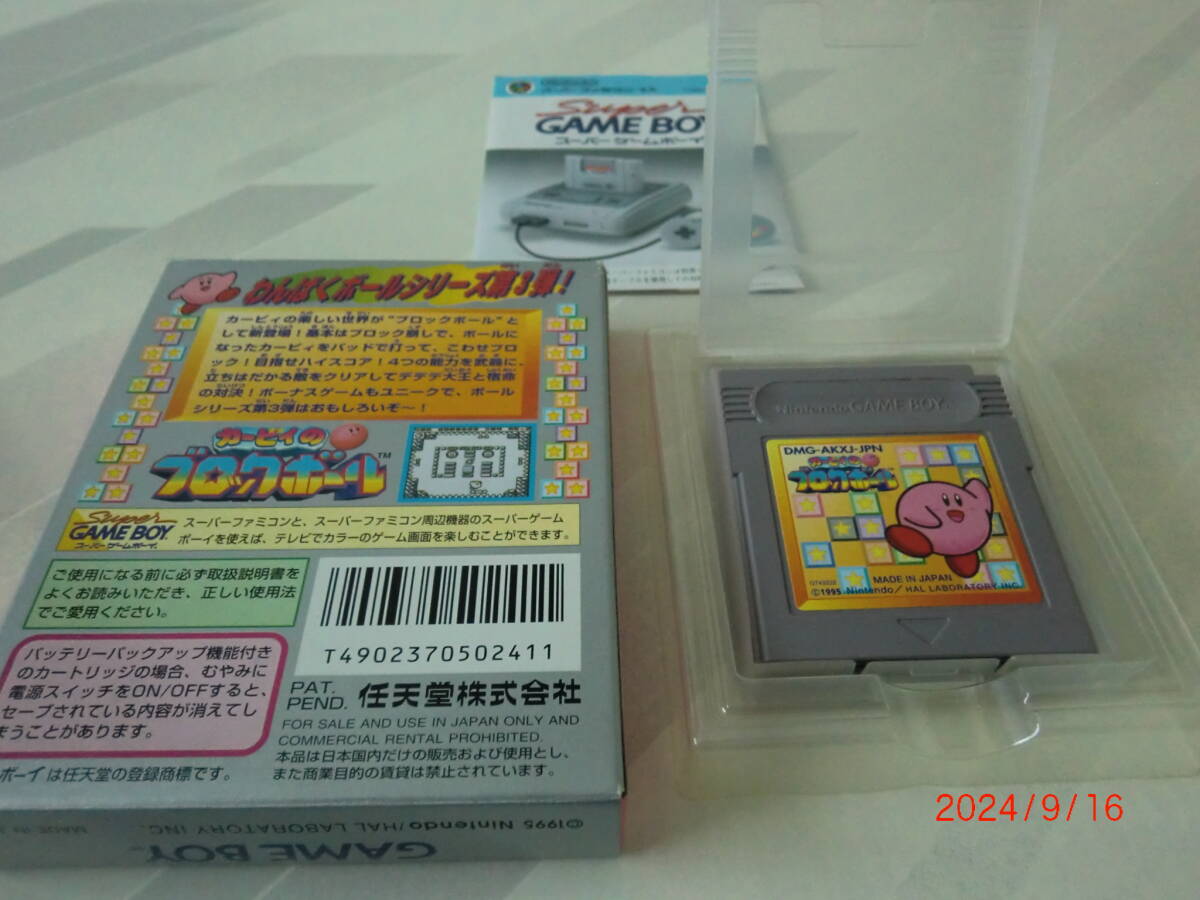 Super
GAME BOY
スーパーゲームボーイ
わんぱくボールシリーズ第3弾!
カービィの楽しい世界が"ブロックボール"と
して新登場!基本はブロック崩しで、ボールに
なったカービィをパッドで打って、こわせブロ
ック!目指せハイスコア!4つの能力を武器に、
立ちはだかる敵をクリアしてデデデ大王と宿命
の対決!ボーナスゲームもユニークで、ボール
シリーズ第3弾はおもしろいぞ〜!
カービィの
ブロックボール™
Super
GAME BOY
スーパーゲームボーイ
スーパーファミコンと、スーパーファミコン周辺機器のスーパーゲーム
ボーイを使えば、テレビでカラーのゲーム画面を楽しむことができます。
ご使用になる前に必ず取扱説明書を
よくお読みいただき、正しい使用法
でご愛用ください。
バッテリーバックアップ機能付き
のカートリッジの場合、むやみに
電源スイッチをON/OFFすると、
セーブされている内容が消えてし
まうことがあります。
T4902370502411
PAT.
PEND.
任天堂株式会社
FOR SALE AND USE IN JAPAN ONLY AND
COMMERCIAL RENTAL PROHIBITED.
本品は日本国内だけの販売および使用とし、
また商業目的の賃貸は禁止されています。
ボーイは任天堂の登録商標です。
©1995 Nintendo/HAL LABORATORY INC.
MADE IN
GAME BOY™
Nintendo GAME BOY™
DMG-AKXJ-JPN
カービィの
ブロックボール
MADE IN JAPAN
©1995 Nintendo/HAL LABORATORY INC.
2024/9/16